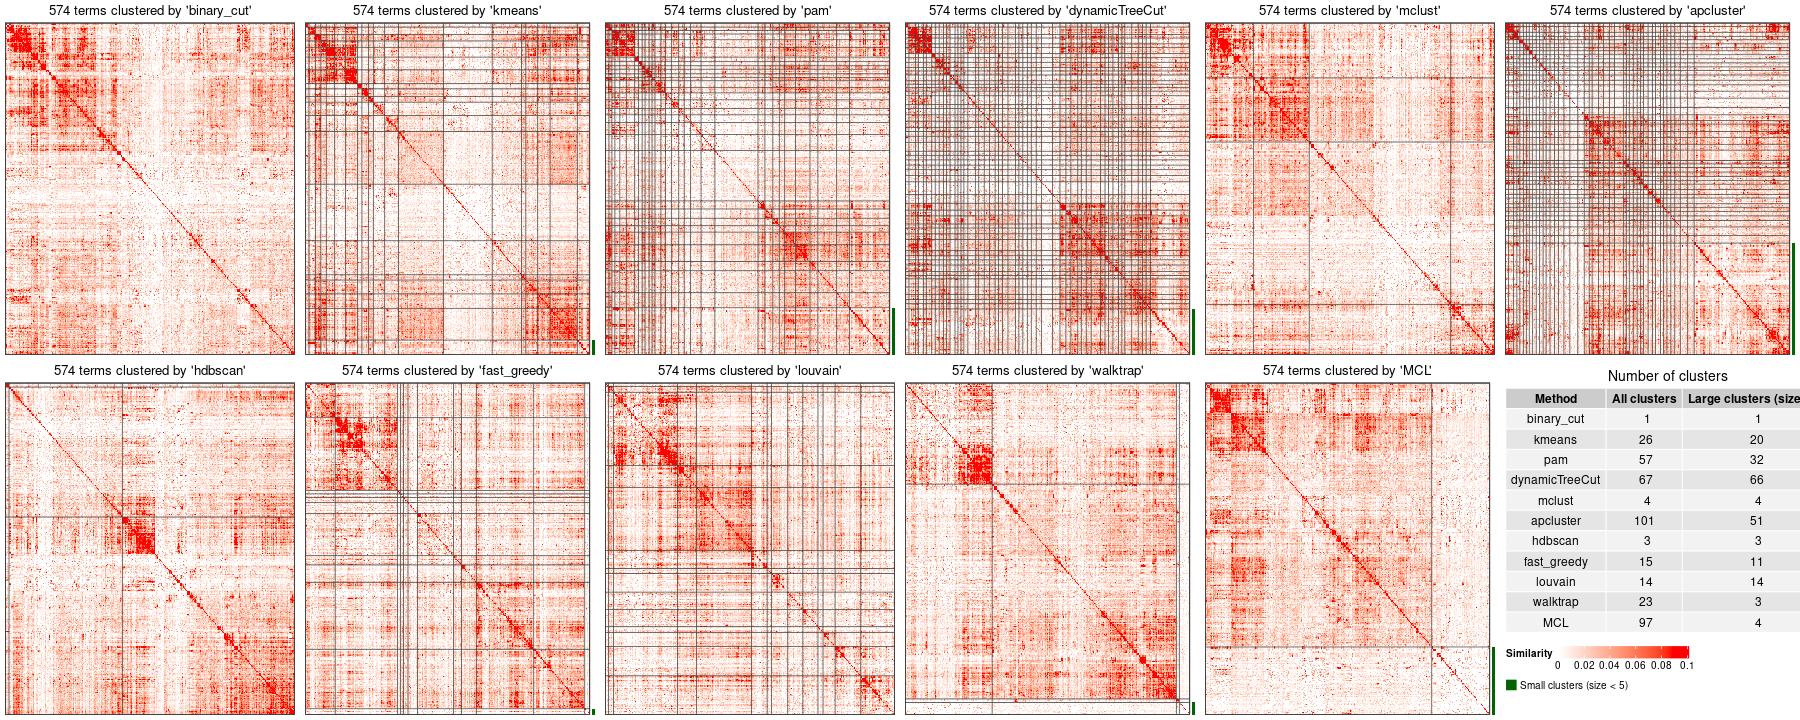 574 terms clustered by 'binary_cut'
574 terms clustered by 'kmeans'
574 terms clustered by 'pam'
574 terms clustered by 'dynamicTreeCut'
574 terms clustered by 'mclust'
574 terms clustered by 'apcluster'
574 terms clustered by 'hdbscan'
574 terms clustered by 'fast_greedy'
574 terms clustered by 'louvain'
574 terms clustered by 'walktrap'
574 terms clustered by 'MCL'
Number of clusters
Method All clusters Large clusters (size
binary_cut 1 1
kmeans 26 20
pam 57 32
dynamicTreeCut 67 66
mclust 4 4
apcluster 101 51
hdbscan 3 3
fast_greedy 15 11
louvain 14 14
walktrap 23 3
MCL 97 4
Similarity
0 0.02 0.04 0.06 0.08 0.1
Small clusters (size < 5)